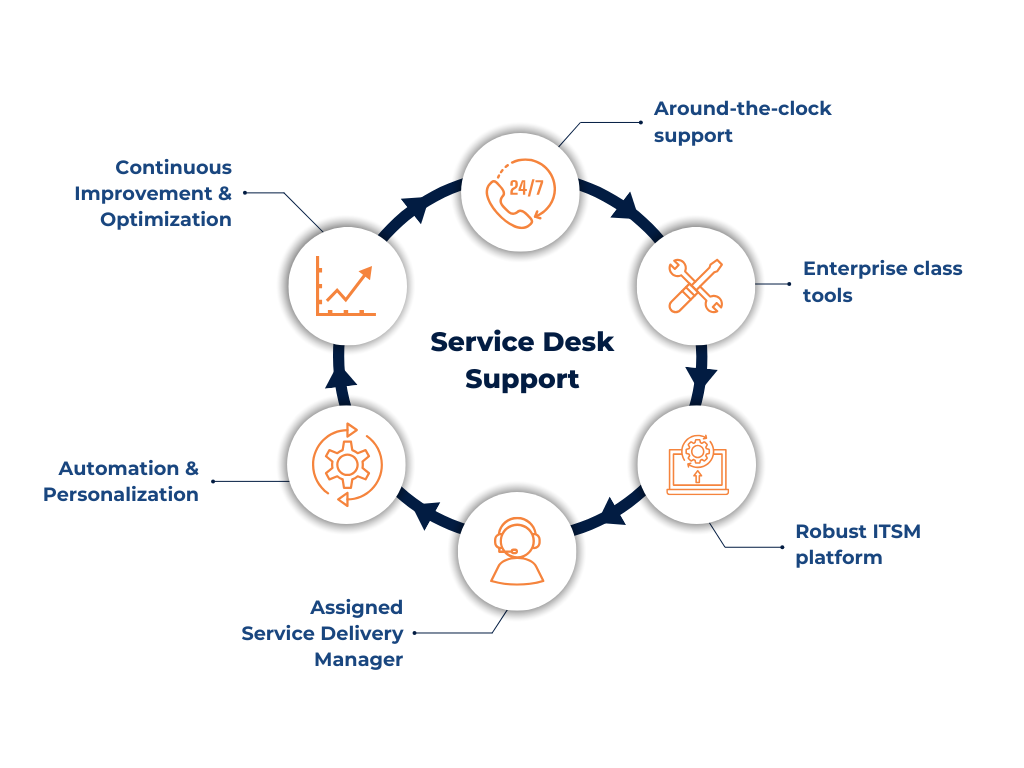 Around-the-clock
support
24/7
Continuous
Improvement &
Optimization
Enterprise class
tools
Service Desk
Support
Automation &
Personalization
Robust ITSM
platform
Assigned
Service Delivery
Manager